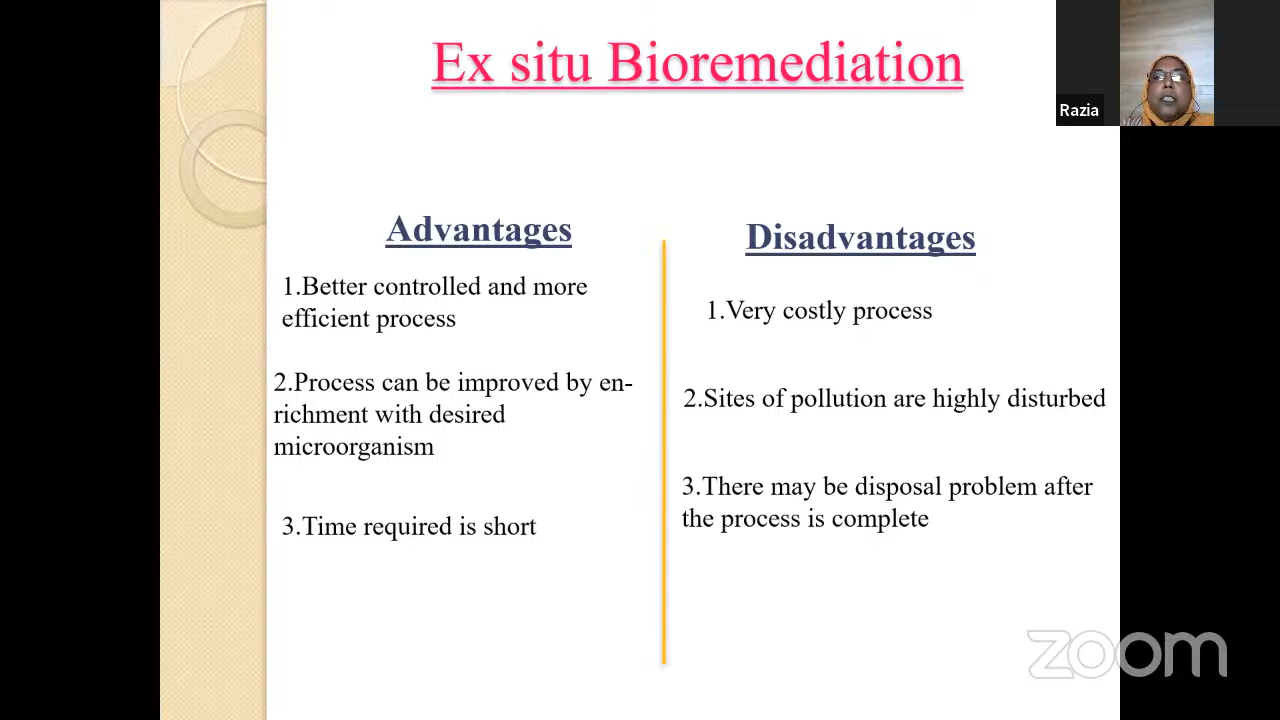 Ex situ Bioremediation
Razia
Advantages
1.Better controlled and more
efficient process
2.Process can be improved by en-
richment with desired
microorganism
3.Time required is short
Disadvantages
1.Very costly process
2.Sites of pollution are highly disturbed
3.There may be disposal problem after
the process is complete
zoom